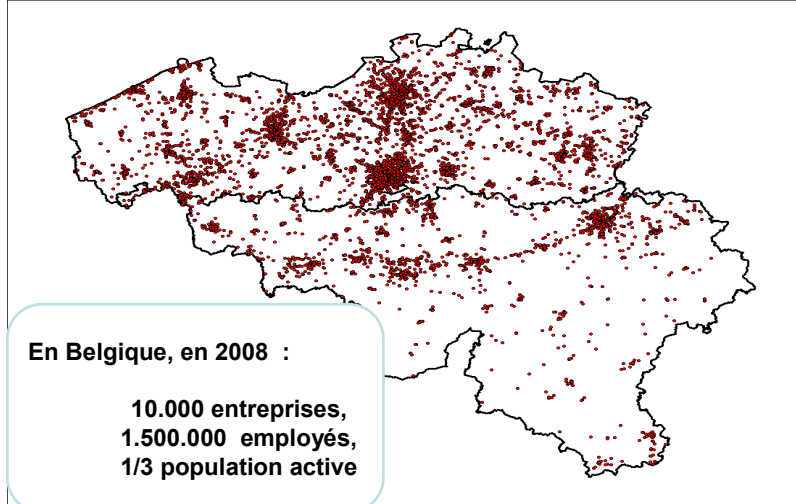 En Belgique, en 2008 :
10.000 entreprises,
1.500.000 employés,
1/3 population active